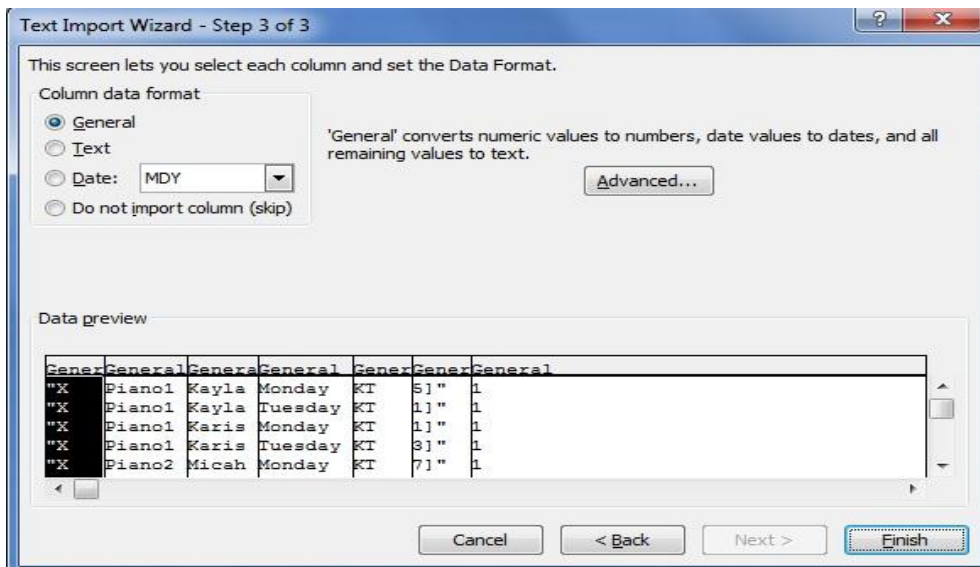 Text Import Wizard - Step 3 of 3
This screen lets you select each column and set the Data Format.
Column data format
General
Text
Date: MDY
Do not import column (skip)
'General' converts numeric values to numbers, date values to dates, and all
remaining values to text.
Advanced...
Data preview
GenerGeneralGeneraGeneral GenerGenerGeneral
"X Piano1 Kayla Monday KT 5]" 1
"X Piano1 Kayla Tuesday KT 1]" 1
"X Piano1 Karis Monday KT 1]" 1
"X Piano1 Karis Tuesday KT 3]" 1
"X Piano2 Micah Monday KT 7]" 1
Cancel < Back Next > Finish